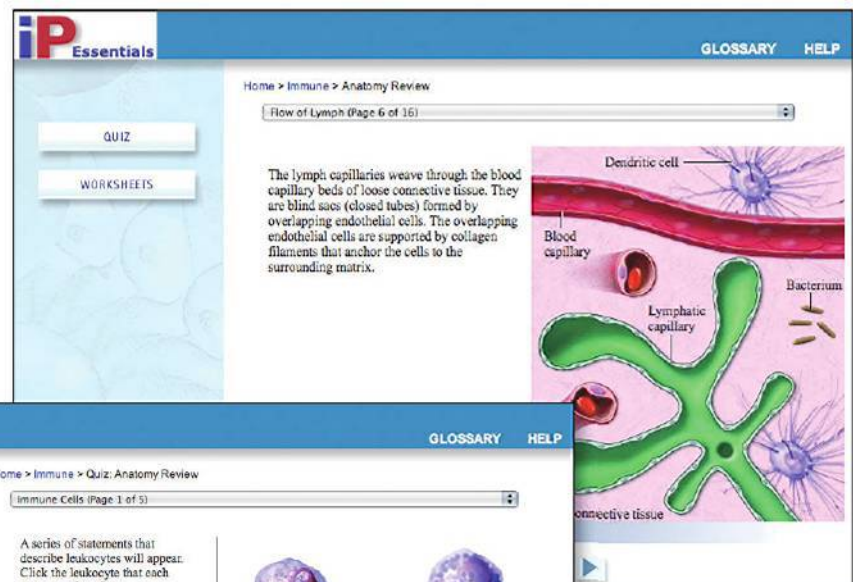 iP Essentials
GLOSSARY HELP
Home > Immune > Anatomy Review
Flow of Lymph (Page 6 of 16)
QUIZ
WORKSHEETS
The lymph capillaries weave through the blood
capillary beds of loose connective tissue. They
are blind sacs (closed tubes) formed by
overlapping endothelial cells. The overlapping
endothelial cells are supported by collagen
filaments that anchor the cells to the
surrounding matrix.
Dendritic cell
Blood
capillary
Bacterium
Lymphatic
capillary
onnective tissue
GLOSSARY HELP
ome > Immune > Quiz: Anatomy Review
Immune Cells (Page 1 of 5)
A series of statements that
describe leukocytes will appear.
Click the leukocyte that each